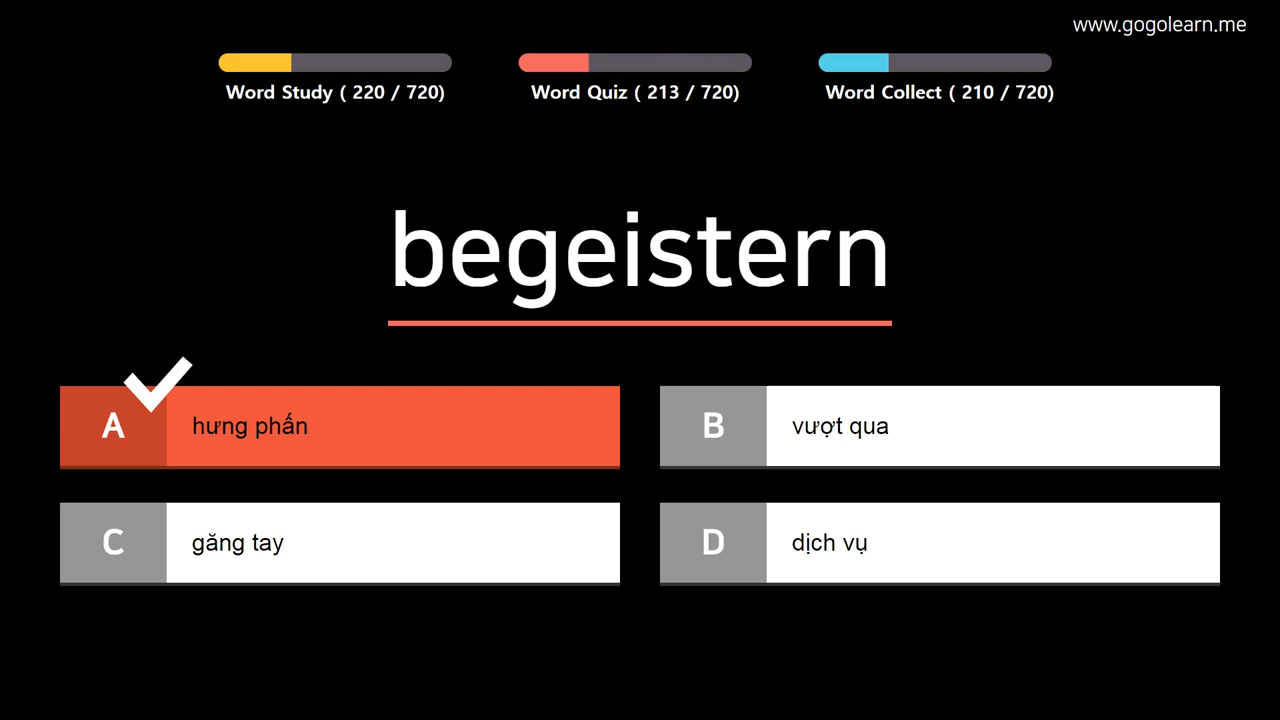 www.gogolearn.me
Word Study ( 220 / 720)
Word Quiz ( 213 / 720)
Word Collect ( 210 / 720)
begeistern
A hưng phấn
B vượt qua
C găng tay
D dịch vụ